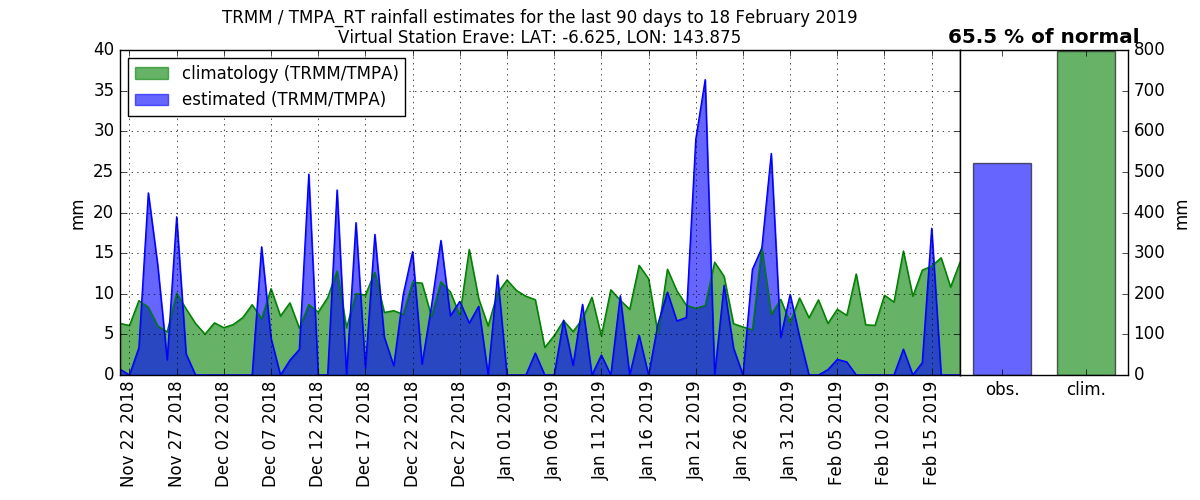 TRMM / TMPA_RT rainfall estimates for the last 90 days to 18 February 2019
Virtual Station Erave: LAT: -6.625, LON: 143.875
65.5 % of normal
climatology (TRMM/TMPA)
estimated (TRMM/TMPA)
mm
40
35
30
25
20
15
10
5
0
Nov 22 2018
Nov 27 2018
Dec 02 2018
Dec 07 2018
Dec 12 2018
Dec 17 2018
Dec 22 2018
Dec 27 2018
Jan 01 2019
Jan 06 2019
Jan 11 2019
Jan 16 2019
Jan 21 2019
Jan 26 2019
Jan 31 2019
Feb 05 2019
Feb 10 2019
Feb 15 2019
obs.
clim.
800
700
600
500
400
300
200
100
0
mm